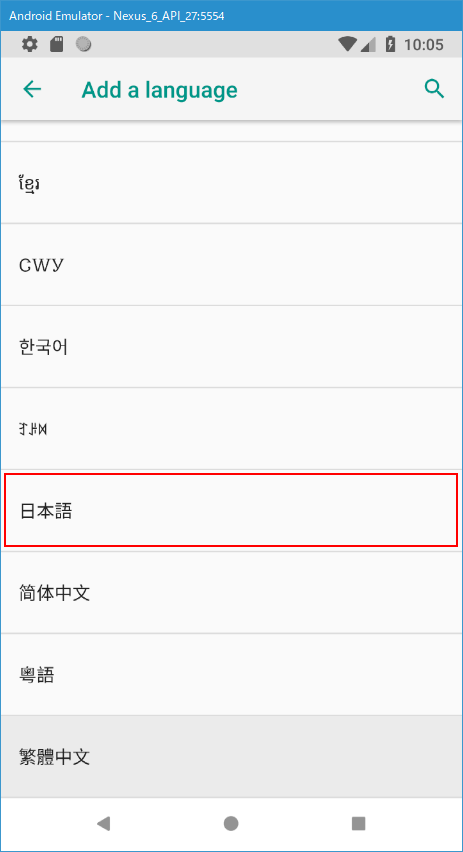 Android Emulator - Nexus_6_API_27:5554
10:05
Add a language
ខ្មែរ
ᏣᎳᎩ
한국어
ꆈꌠꉙ
日本語
简体中文
粵語
繁體中文